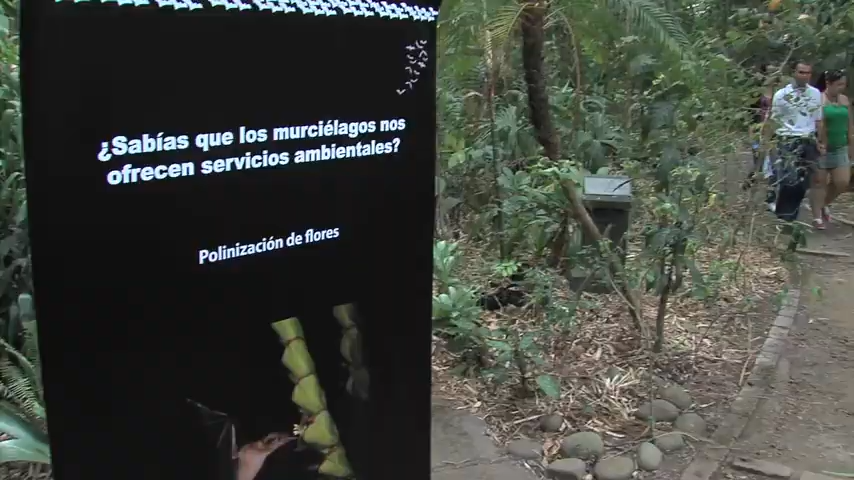 ¿Sabías que los murciélagos nos
ofrecen servicios ambientales?
Polinización de flores